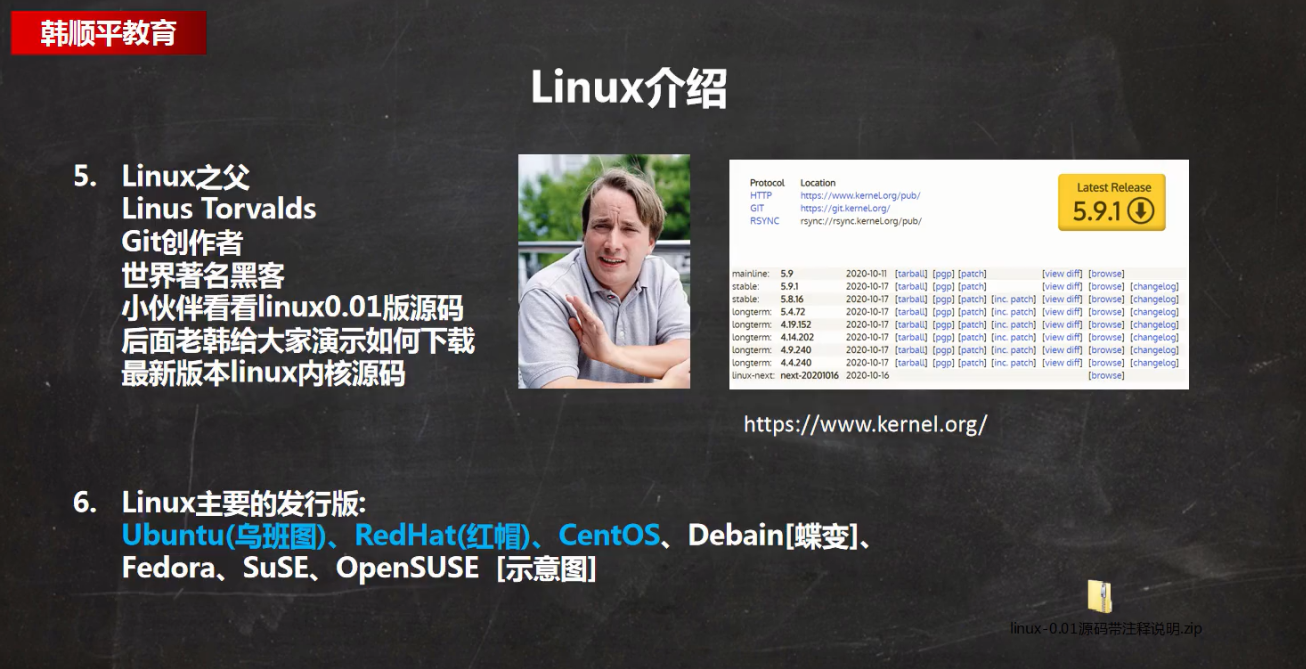 韩顺平教育
Linux介绍
5. Linux之父
Linus Torvalds
Git创作者
世界著名黑客
小伙伴看看linux0.01版源码
后面老韩给大家演示如何下载
最新版本linux内核源码
Protocol Location
HTTP https://www.kernel.org/pub/
GIT https://git.kernel.org/
RSYNC rsync://rsync.kernel.org/pub/
Latest Release
5.9.1
mainline: 5.9 2020-10-11 [tarball] [pgp] [patch] [view diff] [browse]
stable: 5.9.1 2020-10-17 [tarball] [pgp] [patch] [view diff] [browse] [changelog]
stable: 5.8.16 2020-10-17 [tarball] [pgp] [patch] [inc. patch] [view diff] [browse] [changelog]
longterm: 5.4.72 2020-10-17 [tarball] [pgp] [patch] [inc. patch] [view diff] [browse] [changelog]
longterm: 4.19.152 2020-10-17 [tarball] [pgp] [patch] [inc. patch] [view diff] [browse] [changelog]
longterm: 4.14.202 2020-10-17 [tarball] [pgp] [patch] [inc. patch] [view diff] [browse] [changelog]
longterm: 4.9.240 2020-10-17 [tarball] [pgp] [patch] [inc. patch] [view diff] [browse] [changelog]
longterm: 4.4.240 2020-10-17 [tarball] [pgp] [patch] [inc. patch] [view diff] [browse] [changelog]
linux-next: next-20201016 2020-10-16 [browse]
https://www.kernel.org/
6. Linux主要的发行版:
Ubuntu(乌班图)、RedHat(红帽)、CentOS、Debain[蝶变]、
Fedora、SuSE、OpenSUSE [示意图]
linux-0.01源码带注释说明.zip